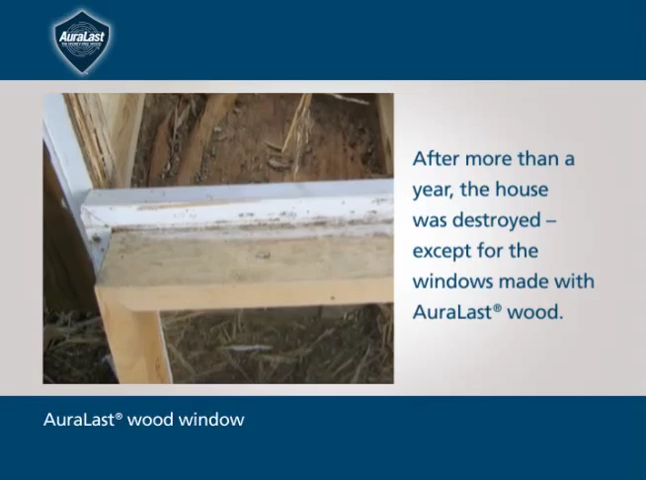 AuraLast
After more than a
year, the house
was destroyed –
except for the
windows made with
AuraLast® wood.
AuraLast® wood window